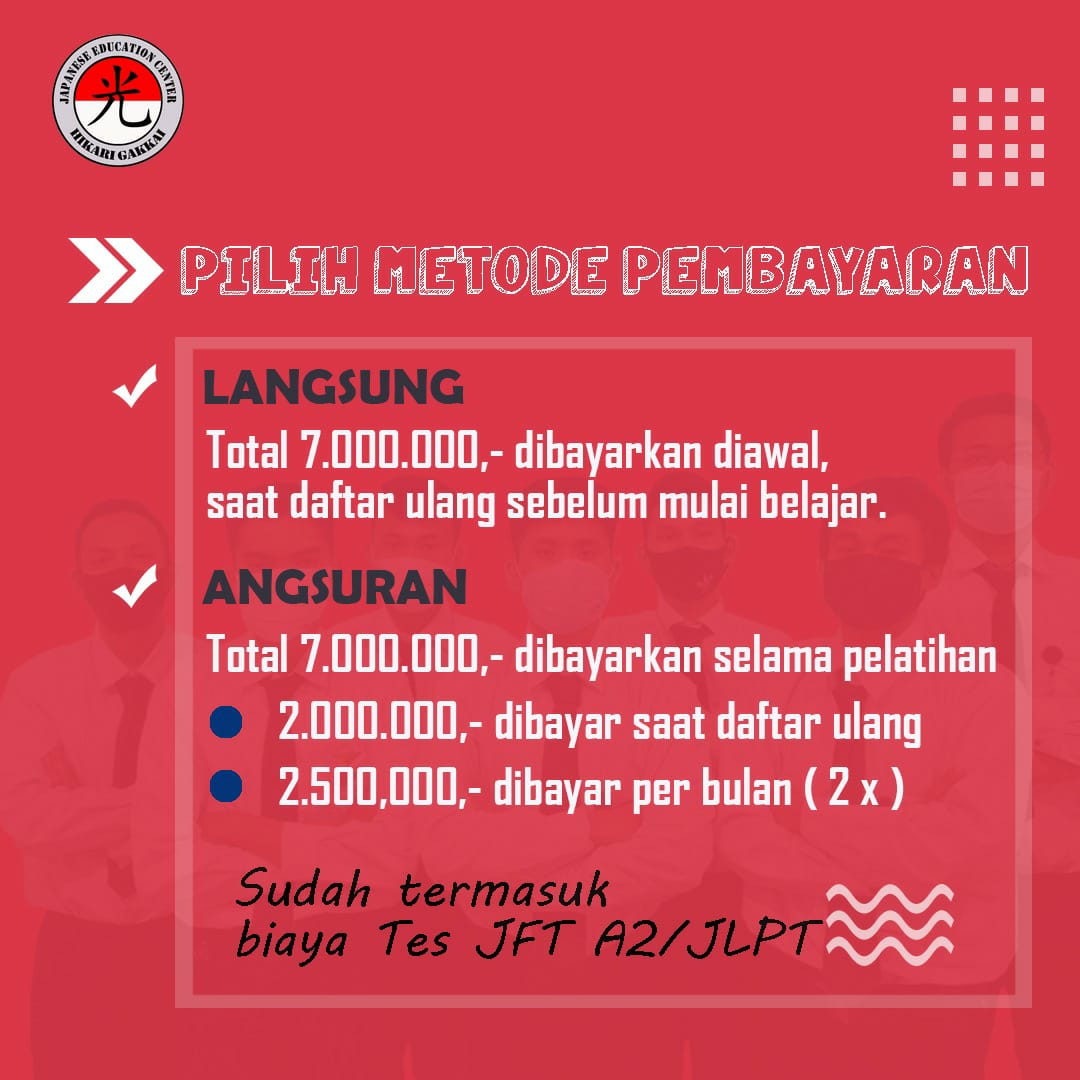 JAPANESE EDUCATION CENTER
光
HIKARI GAKKAI
PILIH METODE PEMBAYARAN
LANGSUNG
Total 7.000.000,- dibayarkan diawal,
saat daftar ulang sebelum mulai belajar.
ANGSURAN
Total 7.000.000,- dibayarkan selama pelatihan
2.000.000,- dibayar saat daftar ulang
2.500,000,- dibayar per bulan ( 2 x )
Sudah termasuk
biaya Tes JFT A2/JLPT